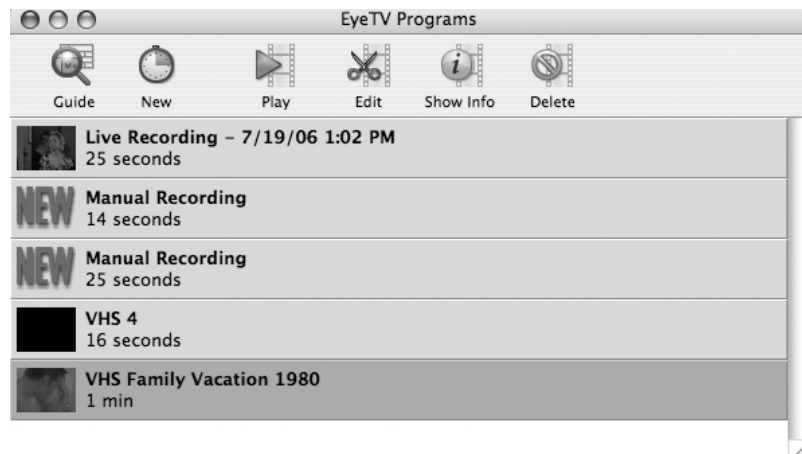 EyeTV Programs
Guide New Play Edit Show Info Delete
Live Recording – 7/19/06 1:02 PM
25 seconds
NEW Manual Recording
14 seconds
NEW Manual Recording
25 seconds
VHS 4
16 seconds
VHS Family Vacation 1980
1 min